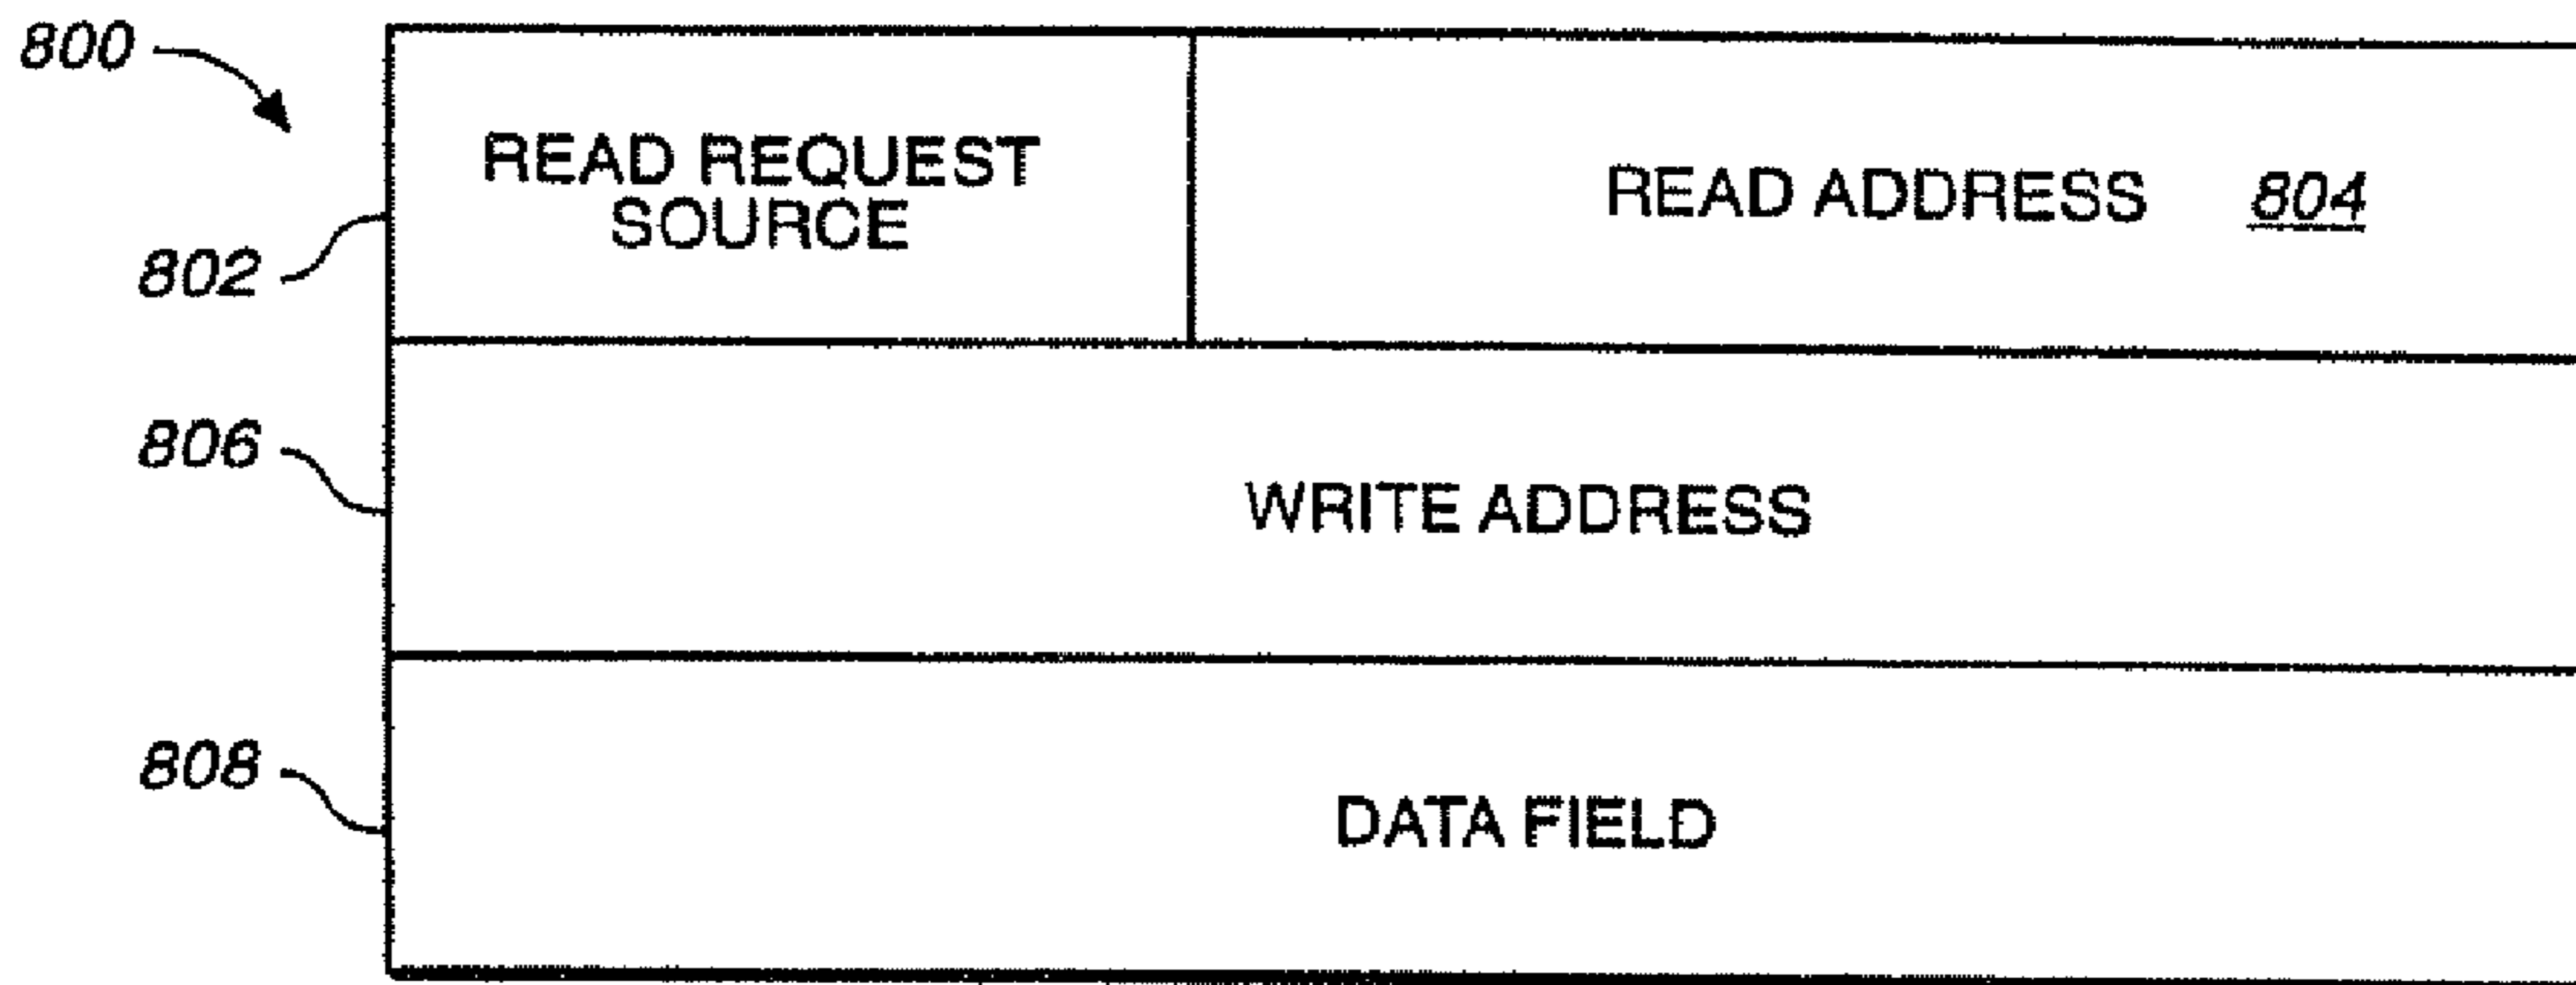 800
READ REQUEST
SOURCE
READ ADDRESS 804
802
806
WRITE ADDRESS
808
DATA FIELD